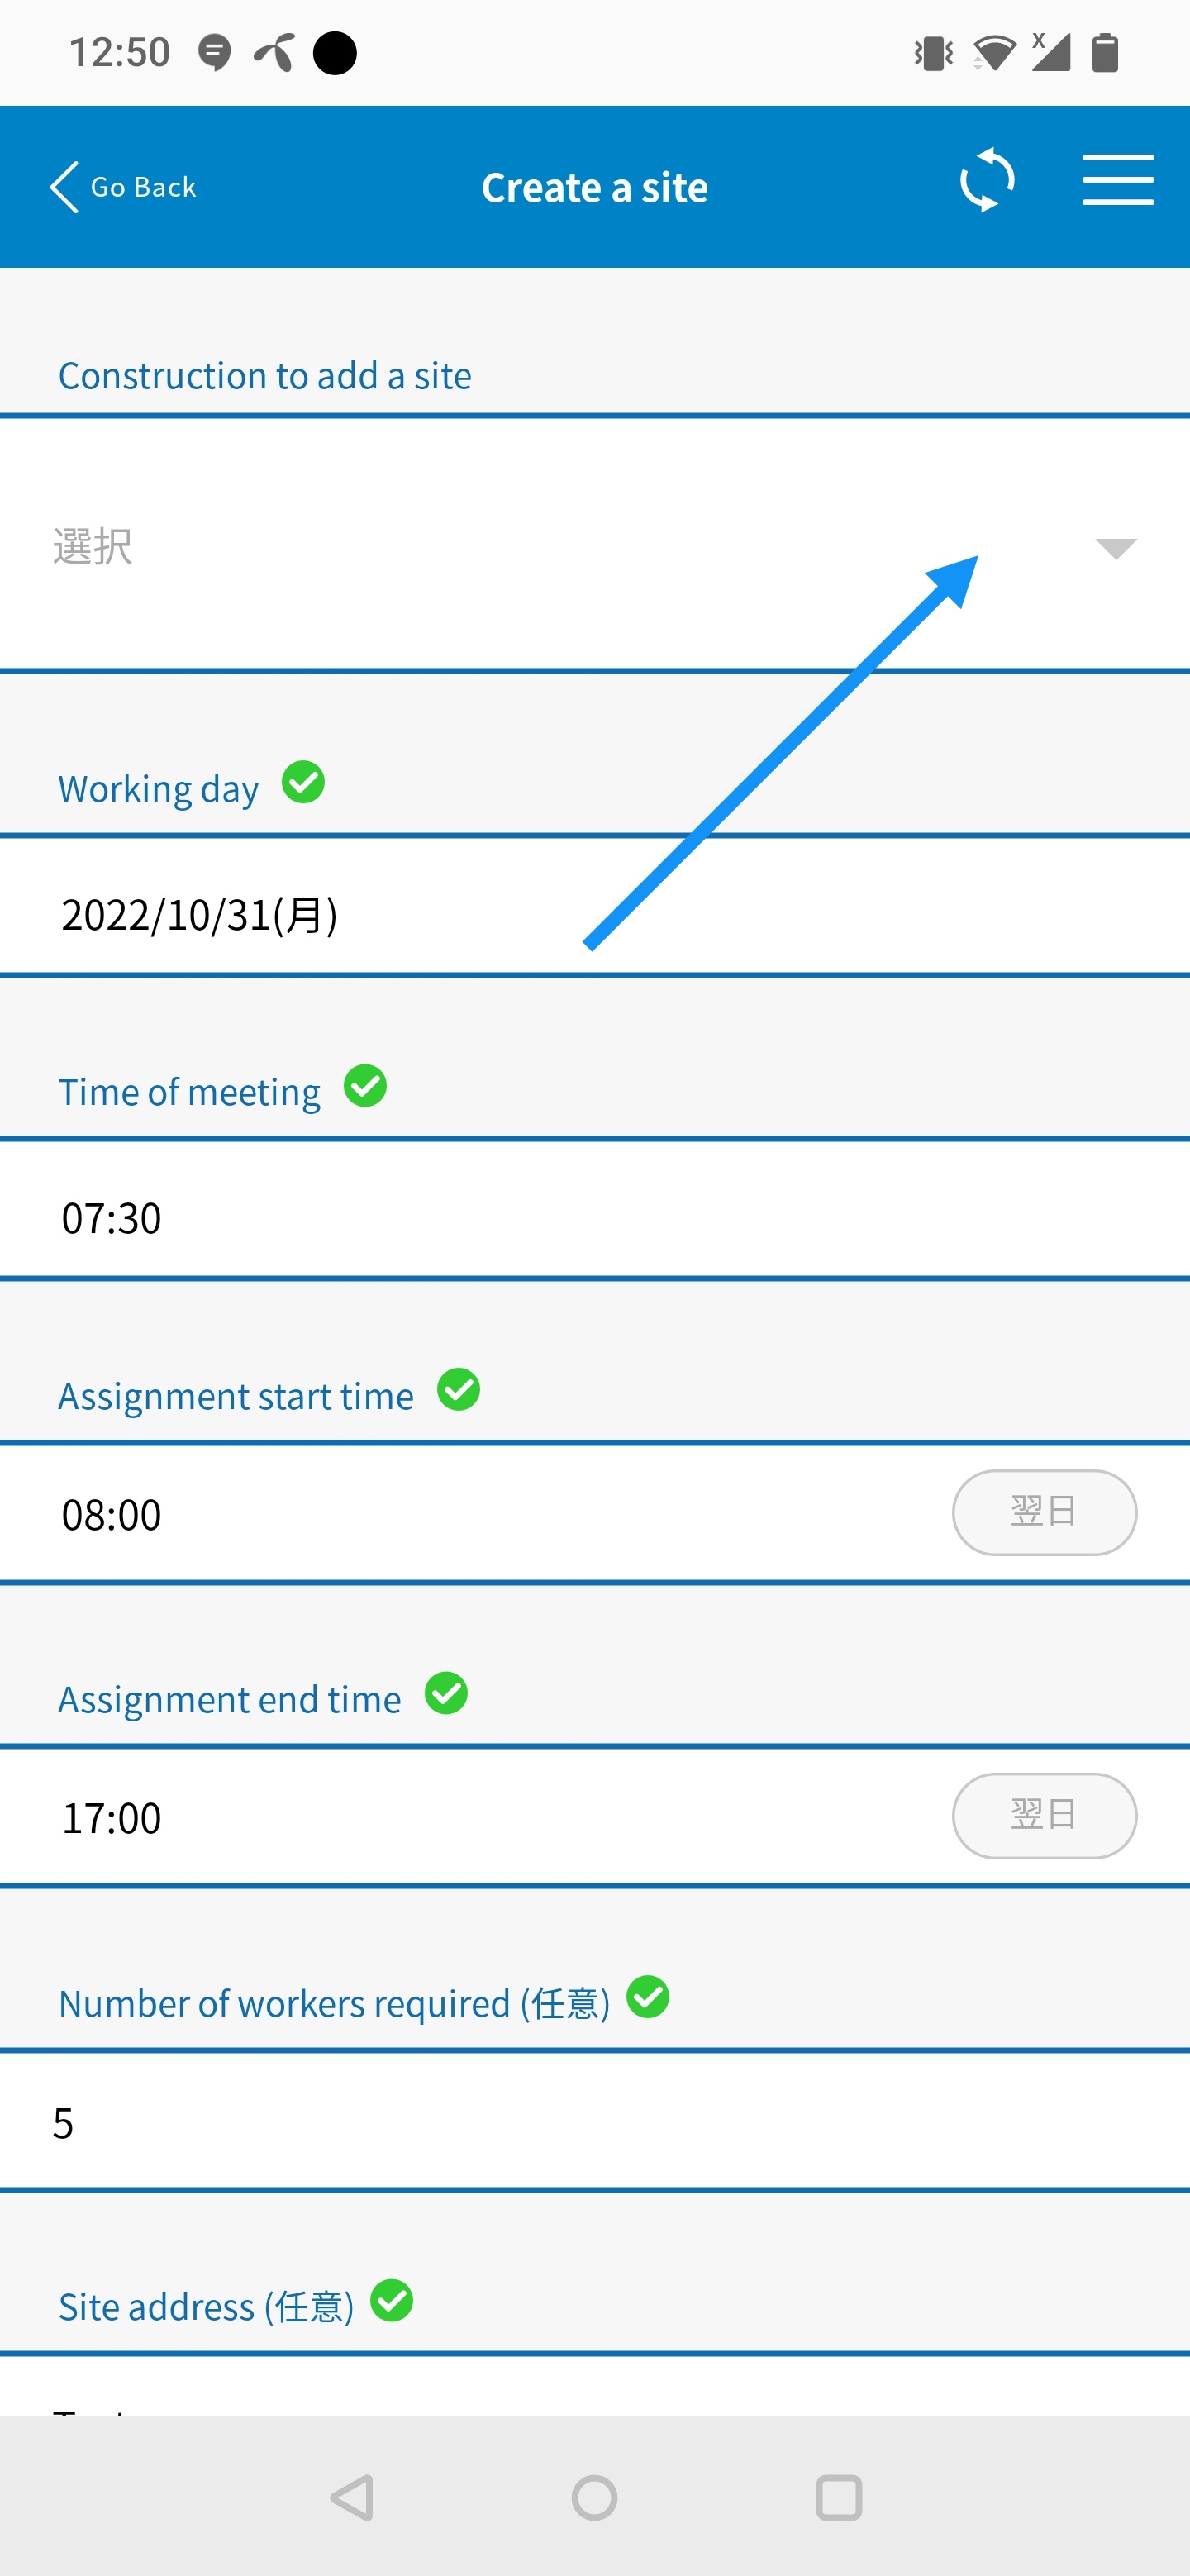 12:50
Go Back
Create a site
Construction to add a site
選択
Working day
2022/10/31(月)
Time of meeting
07:30
Assignment start time
08:00
翌日
Assignment end time
17:00
翌日
Number of workers required (任意)
5
Site address (任意)